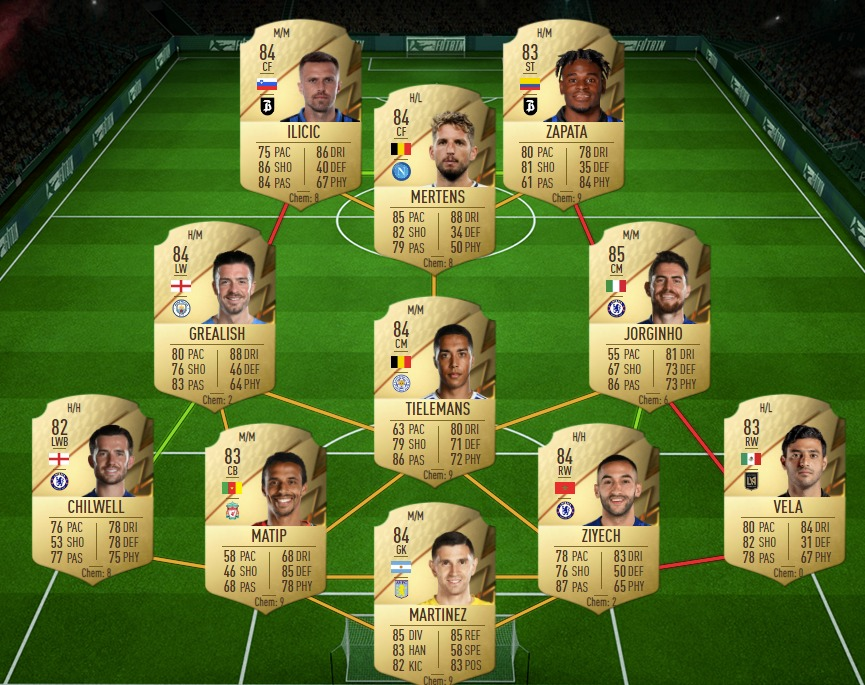 M/M
84
CF
ILICIC
75 PAC 86 DRI
86 SHO 40 DEF
84 PAS 67 PHY
Chem: 8
H/L
84
CF
MERTENS
85 PAC 88 DRI
82 SHO 34 DEF
79 PAS 50 PHY
Chem: 8
H/M
83
ST
ZAPATA
80 PAC 78 DRI
81 SHO 35 DEF
61 PAS 84 PHY
Chem: 9
H/M
84
LW
GREALISH
80 PAC 88 DRI
76 SHO 46 DEF
83 PAS 64 PHY
Chem: 2
M/M
84
CM
TIELEMANS
63 PAC 80 DRI
79 SHO 71 DEF
86 PAS 72 PHY
Chem: 9
M/M
85
CM
JORGINHO
55 PAC 81 DRI
67 SHO 73 DEF
86 PAS 73 PHY
Chem: 6
H/H
82
LWB
CHILWELL
76 PAC 78 DRI
53 SHO 78 DEF
77 PAS 75 PHY
Chem: 8
M/M
83
CB
MATIP
58 PAC 68 DRI
46 SHO 85 DEF
68 PAS 78 PHY
Chem: 9
M/M
84
GK
MARTINEZ
85 DIV 85 REF
83 HAN 58 SPE
82 KIC 83 POS
Chem: 9
H/H
84
RW
ZIYECH
78 PAC 83 DRI
76 SHO 50 DEF
87 PAS 65 PHY
Chem: 2
H/L
83
RW
VELA
80 PAC 84 DRI
82 SHO 31 DEF
78 PAS 67 PHY
Chem: 0